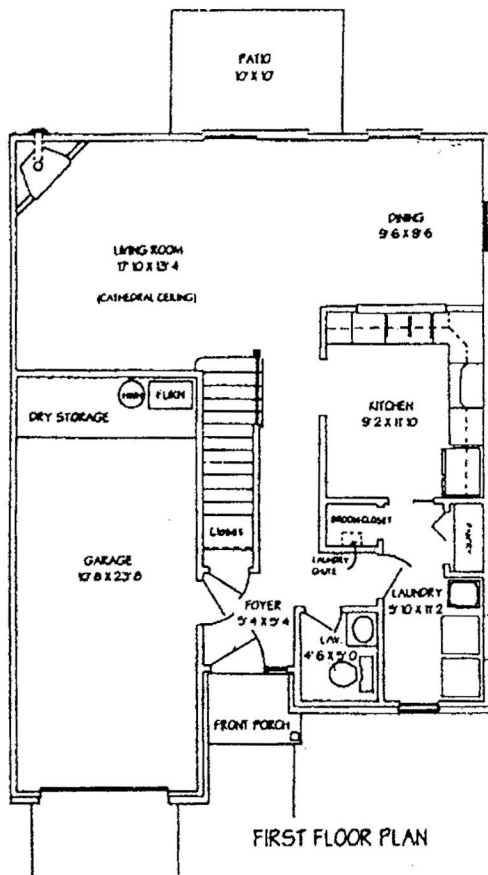 PATIO
10' X 10'
DINING
9'6 X 8'6
LIVING ROOM
17'10 X 13'4
(CATHEDRAL CEILING)
FURN
DRY STORAGE
KITCHEN
9'2 X 11'10
BROOM CLOSET
Closet
LAUNDRY
CHUTE
GARAGE
10'8 X 23'8
LAUNDRY
5'10 X 11'2
FOYER
5'4 X 5'4
LAV.
4'6 X 5'0
FRONT PORCH
FIRST FLOOR PLAN